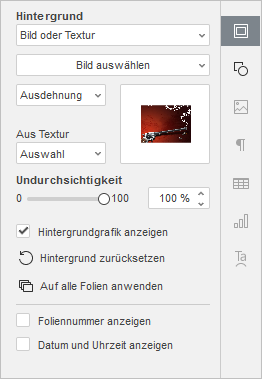 Hintergrund
Bild oder Textur
Bild auswählen
Ausdehnung
Aus Textur
Auswahl
Undurchsichtigkeit
0 100 100 %
Hintergrundgrafik anzeigen
Hintergrund zurücksetzen
Auf alle Folien anwenden
Foliennummer anzeigen
Datum und Uhrzeit anzeigen
Ta